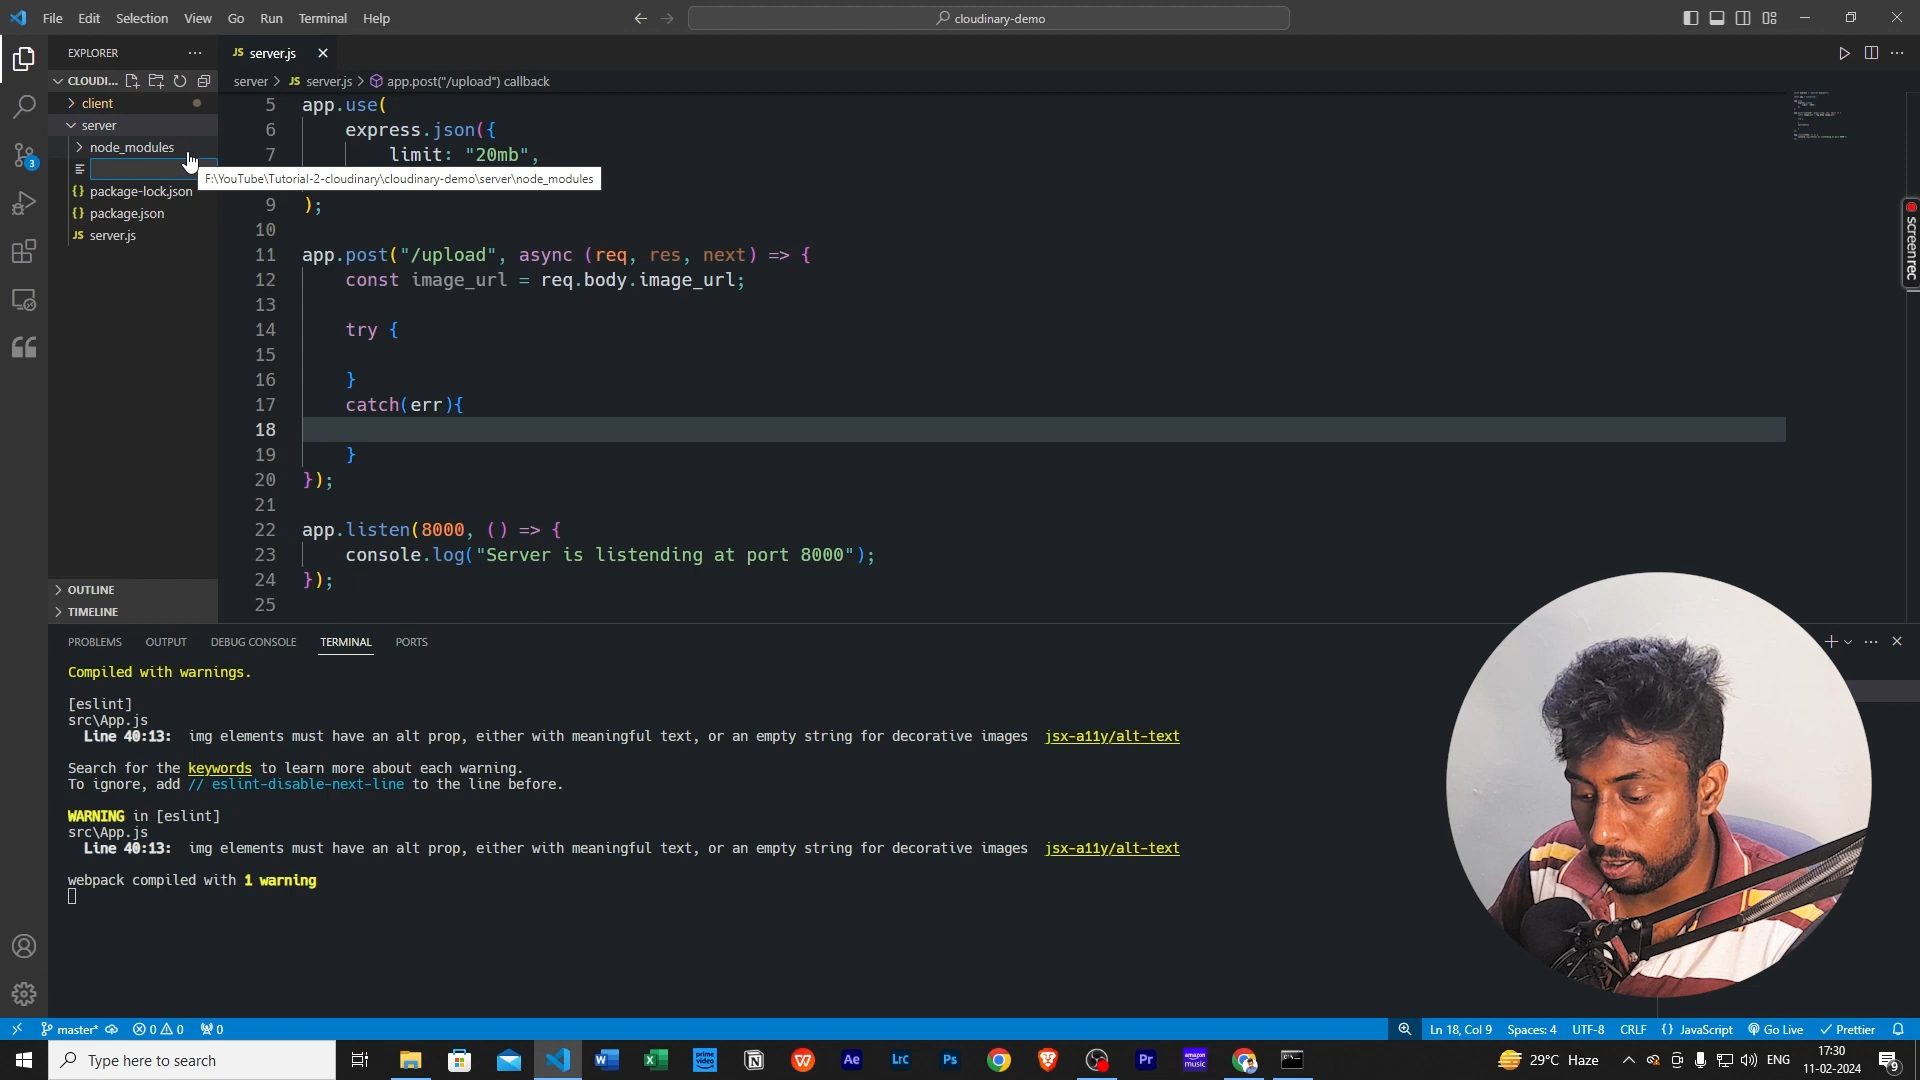 File Edit Selection View Go Run Terminal Help
cloudinary-demo
EXPLORER
JS server.js
CLOUDI...
server > JS server.js > app.post("/upload") callback
client
server
node_modules
F:\YouTube\Tutorial-2-cloudinary\cloudinary-demo\server\node_modules
{} package-lock.json
{} package.json
JS server.js
5 app.use(
6 express.json({
7 limit: "20mb",
9 );
10
11 app.post("/upload", async (req, res, next) => {
12 const image_url = req.body.image_url;
13
14 try {
15
16 }
17 catch(err){
18
19 }
20 });
21
22 app.listen(8000, () => {
23 console.log("Server is listending at port 8000");
24 });
25
screenrec
3
OUTLINE
TIMELINE
PROBLEMS OUTPUT DEBUG CONSOLE TERMINAL PORTS
Compiled with warnings.
[eslint]
src\App.js
Line 40:13: img elements must have an alt prop, either with meaningful text, or an empty string for decorative images jsx-a11y/alt-text
Search for the keywords to learn more about each warning.
To ignore, add // eslint-disable-next-line to the line before.
WARNING in [eslint]
src\App.js
Line 40:13: img elements must have an alt prop, either with meaningful text, or an empty string for decorative images jsx-a11y/alt-text
webpack compiled with 1 warning
master* 0 0 0
Ln 18, Col 9 Spaces: 4 UTF-8 CRLF {} JavaScript Go Live Prettier
Type here to search
W
Ae
Lrc
Ps
Pr
prime video
amazon music
29°C Haze
ENG
17:30
11-02-2024
9